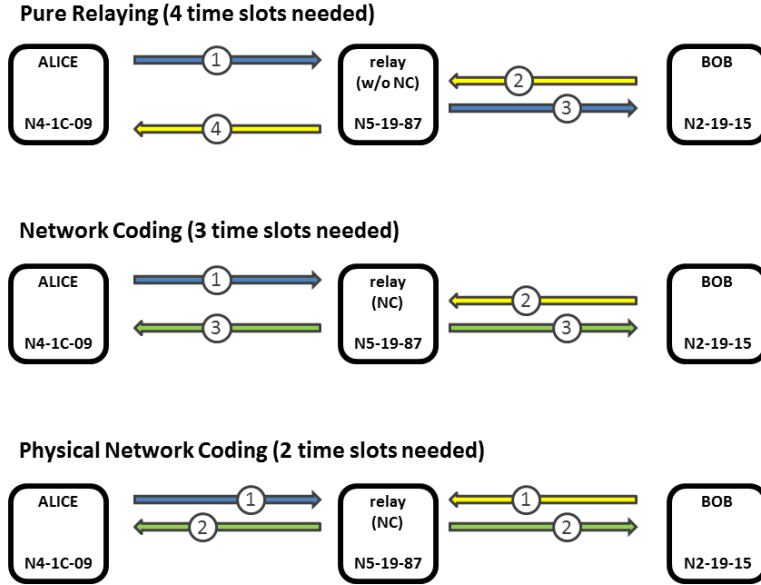 Pure Relaying (4 time slots needed)
ALICE
N4-1C-09
1
4
relay
(w/o NC)
N5-19-87
2
3
BOB
N2-19-15
Network Coding (3 time slots needed)
ALICE
N4-1C-09
1
3
relay
(NC)
N5-19-87
2
3
BOB
N2-19-15
Physical Network Coding (2 time slots needed)
ALICE
N4-1C-09
1
2
relay
(NC)
N5-19-87
1
2
BOB
N2-19-15